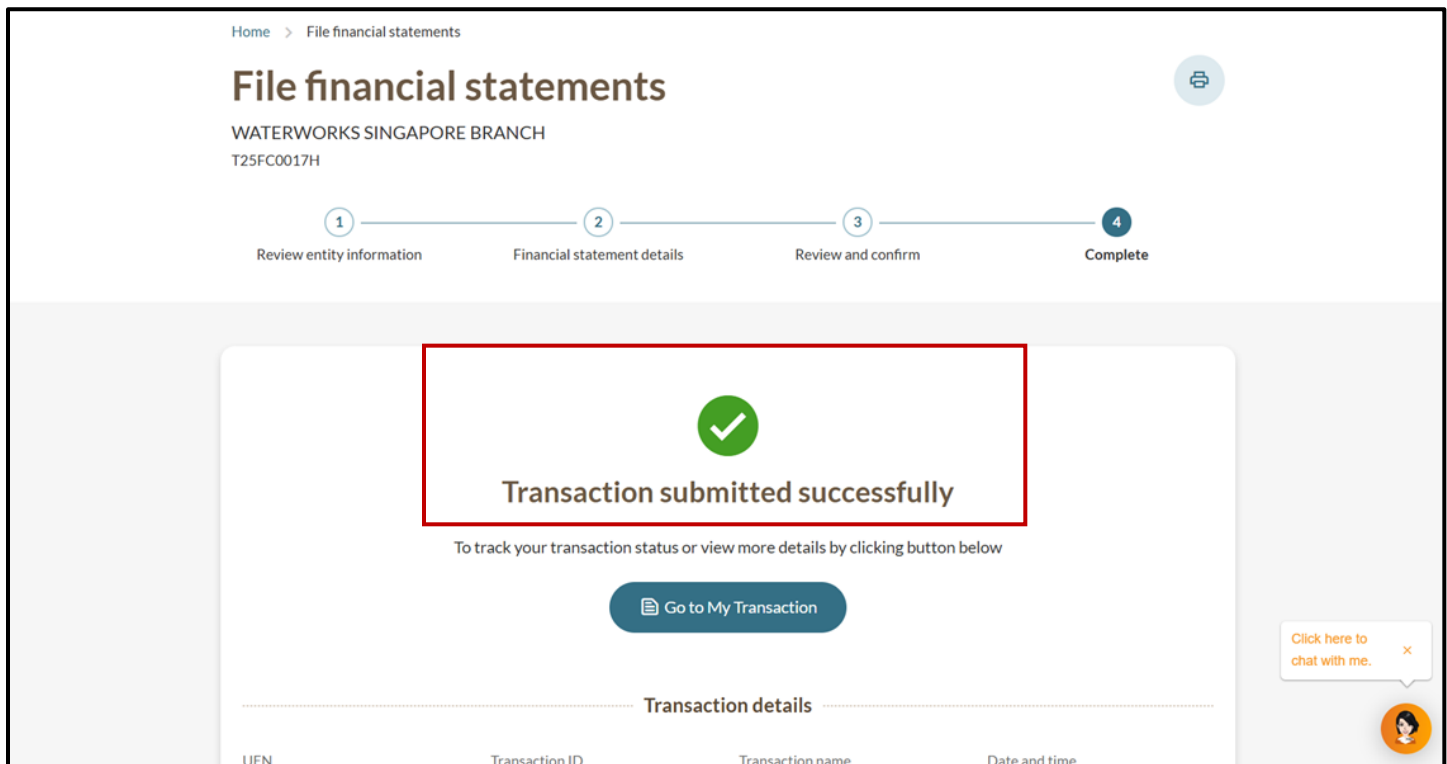 Home > File financial statements
File financial statements
WATERWORKS SINGAPORE BRANCH
T25FC0017H
1 2 3 4
Review entity information Financial statement details Review and confirm Complete
Transaction submitted successfully
To track your transaction status or view more details by clicking button below
Go to My Transaction
Click here to
chat with me.
Transaction details
UEN Transaction ID Transaction name Date and time